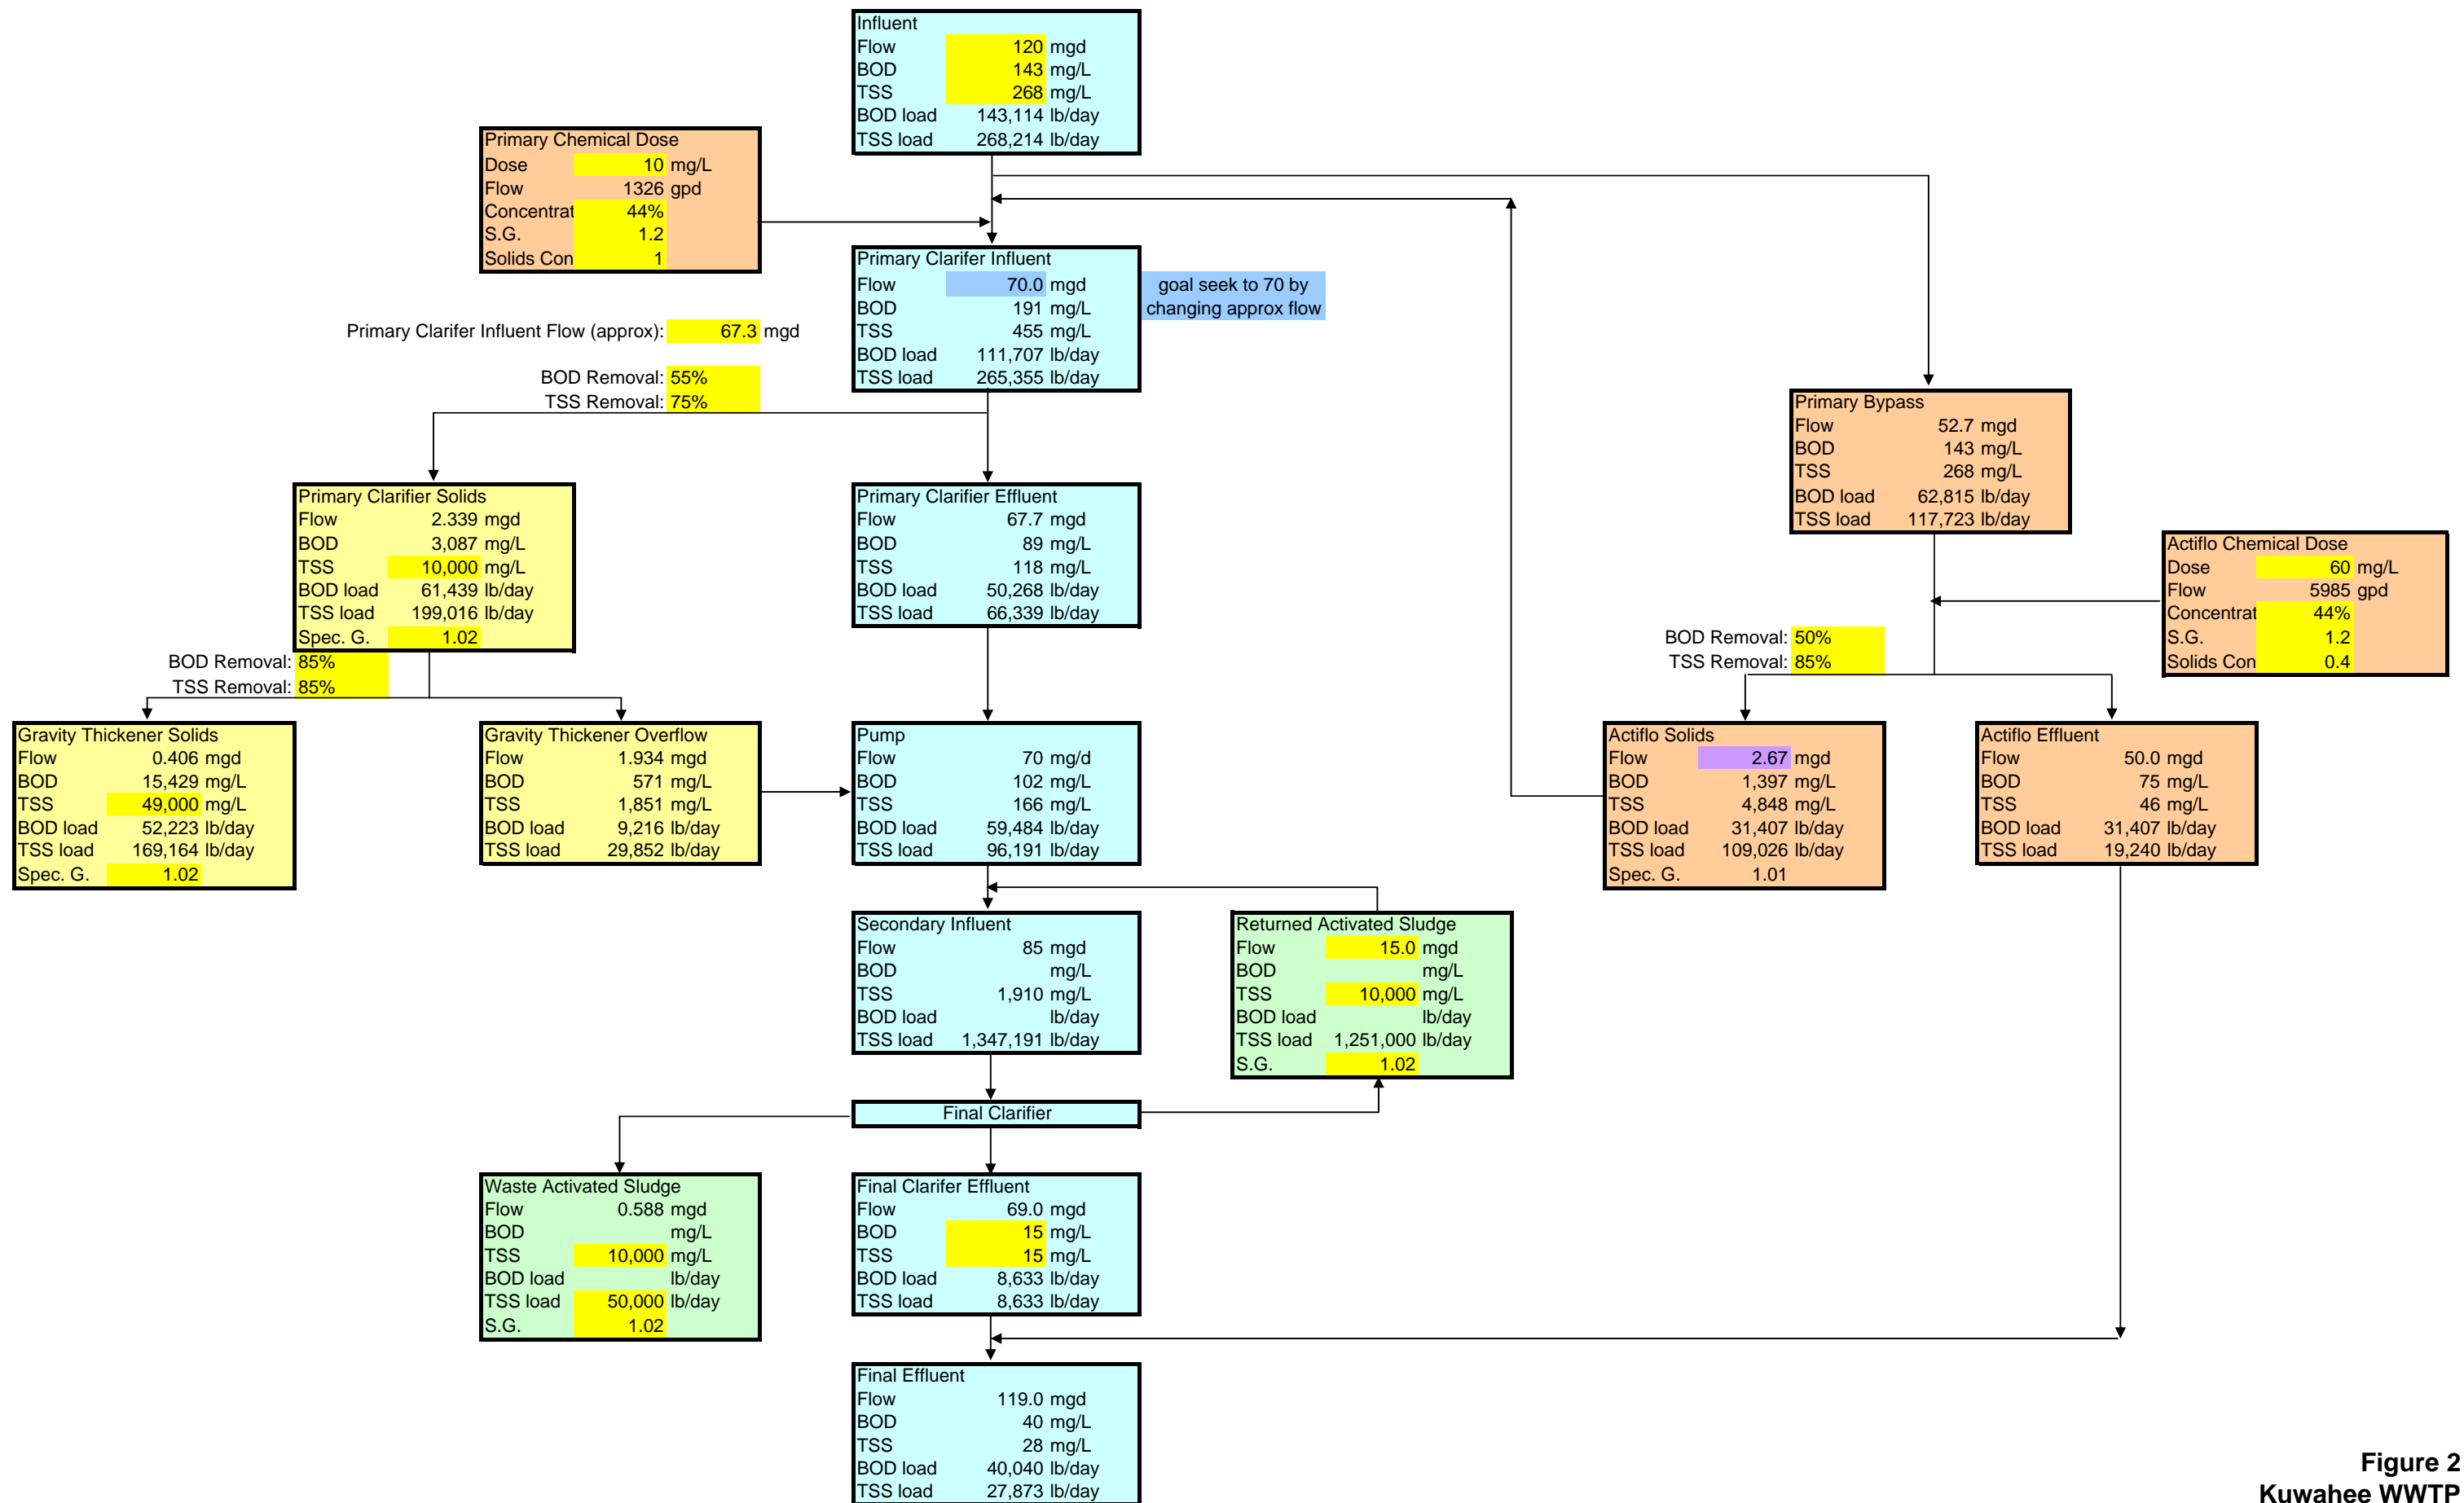 Influent
Flow 120 mgd
BOD 143 mg/L
TSS 268 mg/L
BOD load 143,114 lb/day
TSS load 268,214 lb/day
Primary Chemical Dose
Dose 10 mg/L
Flow 1326 gpd
Concentrat 44%
S.G. 1.2
Solids Con 1
Primary Clarifer Influent
Flow 70.0 mgd
BOD 191 mg/L
TSS 455 mg/L
BOD load 111,707 lb/day
TSS load 265,355 lb/day
goal seek to 70 by
changing approx flow
Primary Clarifer Influent Flow (approx): 67.3 mgd
BOD Removal: 55%
TSS Removal: 75%
Primary Bypass
Flow 52.7 mgd
BOD 143 mg/L
TSS 268 mg/L
BOD load 62,815 lb/day
TSS load 117,723 lb/day
Primary Clarifier Solids
Flow 2.339 mgd
BOD 3,087 mg/L
TSS 10,000 mg/L
BOD load 61,439 lb/day
TSS load 199,016 lb/day
Spec. G. 1.02
Primary Clarifier Effluent
Flow 67.7 mgd
BOD 89 mg/L
TSS 118 mg/L
BOD load 50,268 lb/day
TSS load 66,339 lb/day
Actiflo Chemical Dose
Dose 60 mg/L
Flow 5985 gpd
Concentrat 44%
S.G. 1.2
Solids Con 0.4
BOD Removal: 85%
TSS Removal: 85%
BOD Removal: 50%
TSS Removal: 85%
Gravity Thickener Solids
Flow 0.406 mgd
BOD 15,429 mg/L
TSS 49,000 mg/L
BOD load 52,223 lb/day
TSS load 169,164 lb/day
Spec. G. 1.02
Gravity Thickener Overflow
Flow 1.934 mgd
BOD 571 mg/L
TSS 1,851 mg/L
BOD load 9,216 lb/day
TSS load 29,852 lb/day
Pump
Flow 70 mg/d
BOD 102 mg/L
TSS 166 mg/L
BOD load 59,484 lb/day
TSS load 96,191 lb/day
Actiflo Solids
Flow 2.67 mgd
BOD 1,397 mg/L
TSS 4,848 mg/L
BOD load 31,407 lb/day
TSS load 109,026 lb/day
Spec. G. 1.01
Actiflo Effluent
Flow 50.0 mgd
BOD 75 mg/L
TSS 46 mg/L
BOD load 31,407 lb/day
TSS load 19,240 lb/day
Secondary Influent
Flow 85 mgd
BOD mg/L
TSS 1,910 mg/L
BOD load lb/day
TSS load 1,347,191 lb/day
Returned Activated Sludge
Flow 15.0 mgd
BOD mg/L
TSS 10,000 mg/L
BOD load lb/day
TSS load 1,251,000 lb/day
S.G. 1.02
Final Clarifier
Waste Activated Sludge
Flow 0.588 mgd
BOD mg/L
TSS 10,000 mg/L
BOD load lb/day
TSS load 50,000 lb/day
S.G. 1.02
Final Clarifer Effluent
Flow 69.0 mgd
BOD 15 mg/L
TSS 15 mg/L
BOD load 8,633 lb/day
TSS load 8,633 lb/day
Final Effluent
Flow 119.0 mgd
BOD 40 mg/L
TSS 28 mg/L
BOD load 40,040 lb/day
TSS load 27,873 lb/day
Figure 2
Kuwahee WWTP